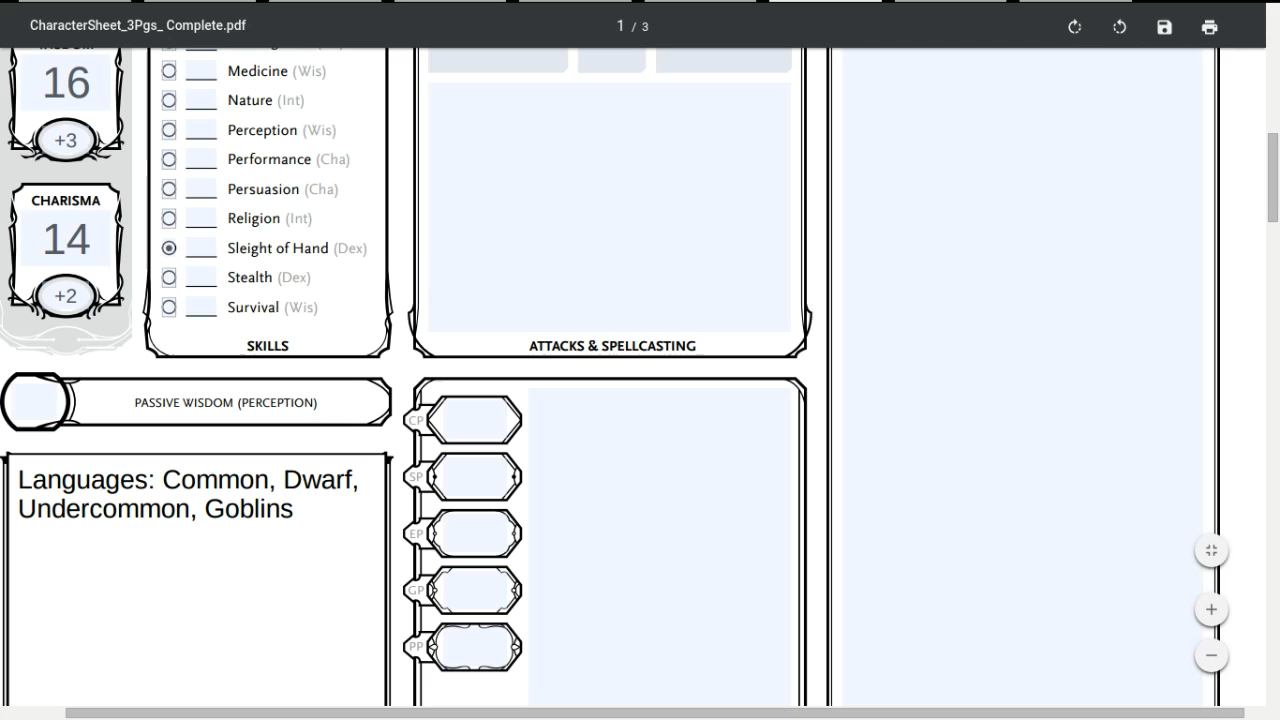 CharacterSheet_3Pgs_ Complete.pdf
1 / 3
16
+3
CHARISMA
14
+2
Medicine (Wis)
Nature (Int)
Perception (Wis)
Performance (Cha)
Persuasion (Cha)
Religion (Int)
Sleight of Hand (Dex)
Stealth (Dex)
Survival (Wis)
SKILLS
ATTACKS & SPELLCASTING
PASSIVE WISDOM (PERCEPTION)
Languages: Common, Dwarf,
Undercommon, Goblins
CP
SP
EP
GP
PP